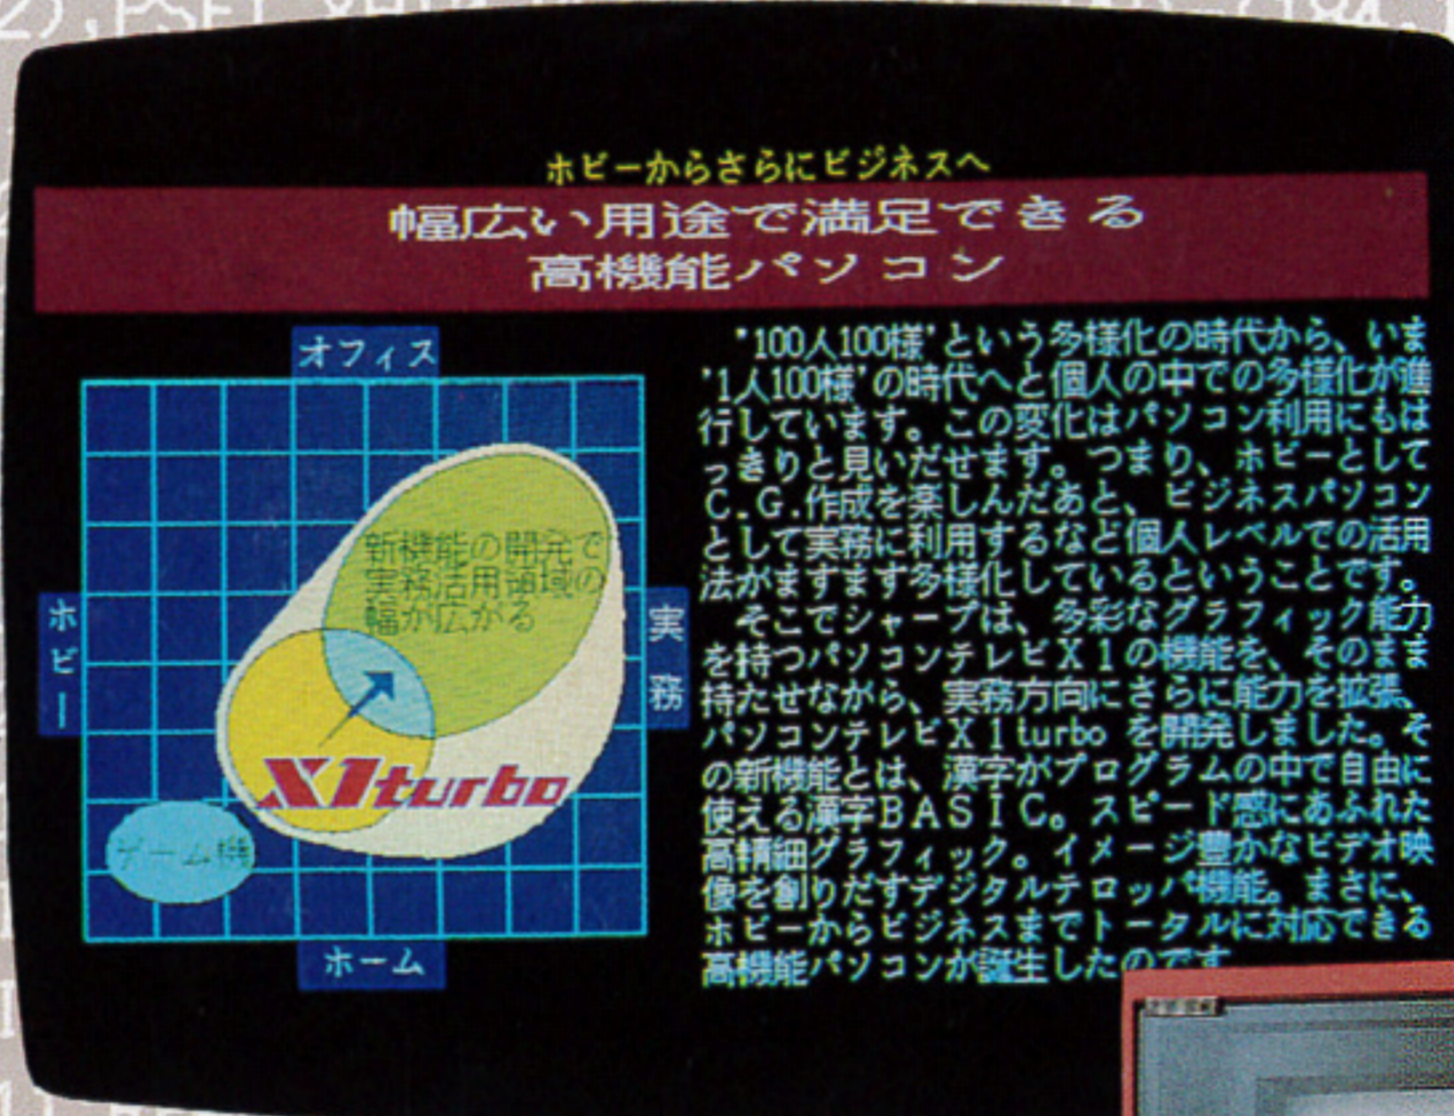 ホビーからさらにビジネスへ
幅広い用途で満足できる
高機能パソコン
オフィス
新機能の開発で
実務活用領域の
幅が広がる
ホビー
実務
X1turbo
ゲーム機
ホーム
"100人100様"という多様化の時代から、いま
"1人100様"の時代へと個人の中での多様化が進
行しています。この変化はパソコン利用にもは
っきりと見いだせます。つまり、ホビーとして
C.G.作成を楽しんだあと、ビジネスパソコン
として実務に利用するなど個人レベルでの活用
法がますます多様化しているということです。
そこでシャープは、多彩なグラフィック能力
を持つパソコンテレビX1の機能を、そのまま
持たせながら、実務方向にさらに能力を拡張、
パソコンテレビX1turboを開発しました。そ
の新機能とは、漢字がプログラムの中で自由に
使える漢字BASIC。スピード感にあふれた
高精細グラフィック。イメージ豊かなビデオ映
像を創りだすデジタルテロッパ機能。まさに、
ホビーからビジネスまでトータルに対応できる
高機能パソコンが誕生したのです